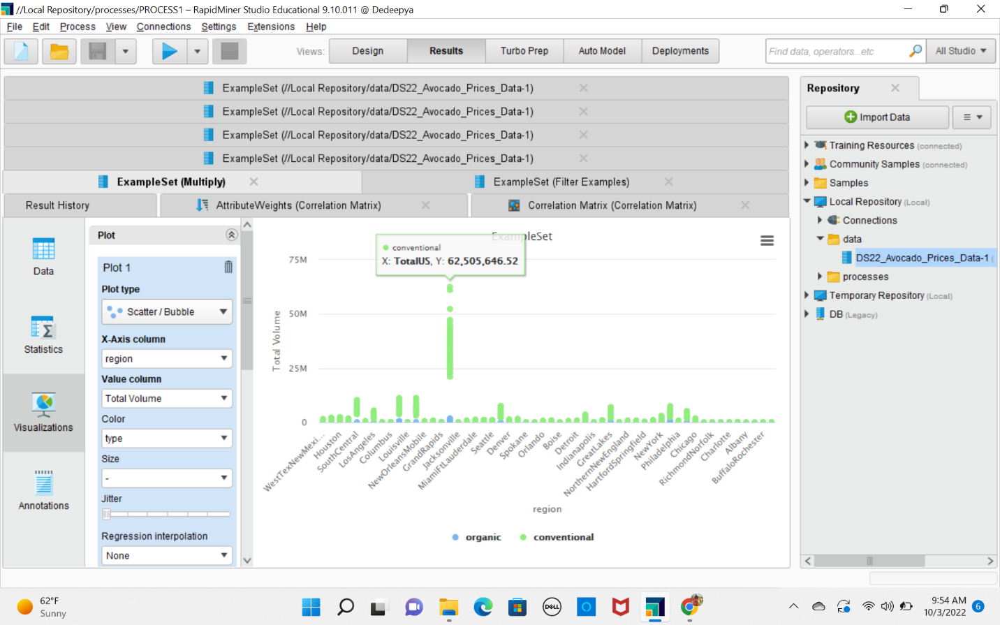 //Local Repository/processes/PROCESS1 – RapidMiner Studio Educational 9.10.011 @ Dedeepya
File Edit Process View Connections Settings Extensions Help
Views: Design Results Turbo Prep Auto Model Deployments
Find data, operators...etc
All Studio
ExampleSet (//Local Repository/data/DS22_Avocado_Prices_Data-1)
ExampleSet (//Local Repository/data/DS22_Avocado_Prices_Data-1)
ExampleSet (//Local Repository/data/DS22_Avocado_Prices_Data-1)
ExampleSet (//Local Repository/data/DS22_Avocado_Prices_Data-1)
ExampleSet (Multiply)
ExampleSet (Filter Examples)
Result History
AttributeWeights (Correlation Matrix)
Correlation Matrix (Correlation Matrix)
Data
Statistics
Visualizations
Annotations
Plot
Plot 1
Plot type
Scatter / Bubble
X-Axis column
region
Value column
Total Volume
Color
type
Size
-
Jitter
Regression interpolation
None
ExampleSet
conventional
X: TotalUS, Y: 62,505,646.52
Total Volume
75M
50M
25M
0
WestTexNewMexi...
Houston
SouthCentral
LosAngeles
Columbus
Louisville
NewOrleansMobile
GrandRapids
Jacksonville
MiamiFtLauderdale
Seattle
Denver
Spokane
Orlando
Boise
Detroit
Indianapolis
GreatLakes
NorthernNewEngland
HartfordSpringfield
NewYork
Philadelphia
Chicago
RichmondNorfolk
Charlotte
Albany
BuffaloRochester
region
organic conventional
Repository
Import Data
Training Resources (connected)
Community Samples (connected)
Samples
Local Repository (Local)
Connections
data
DS22_Avocado_Prices_Data-1 (
processes
Temporary Repository (Local)
DB (Legacy)
62°F
Sunny
DELL
9:54 AM
10/3/2022
6